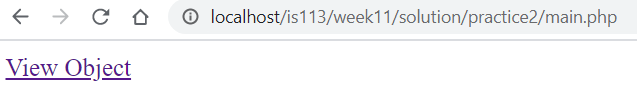 localhost/is113/week11/solution/practice2/main.php
View Object